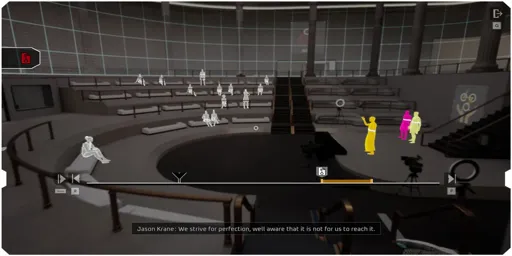 Jason Krane: We strive for perfection, well aware that it is not for us to reach it.